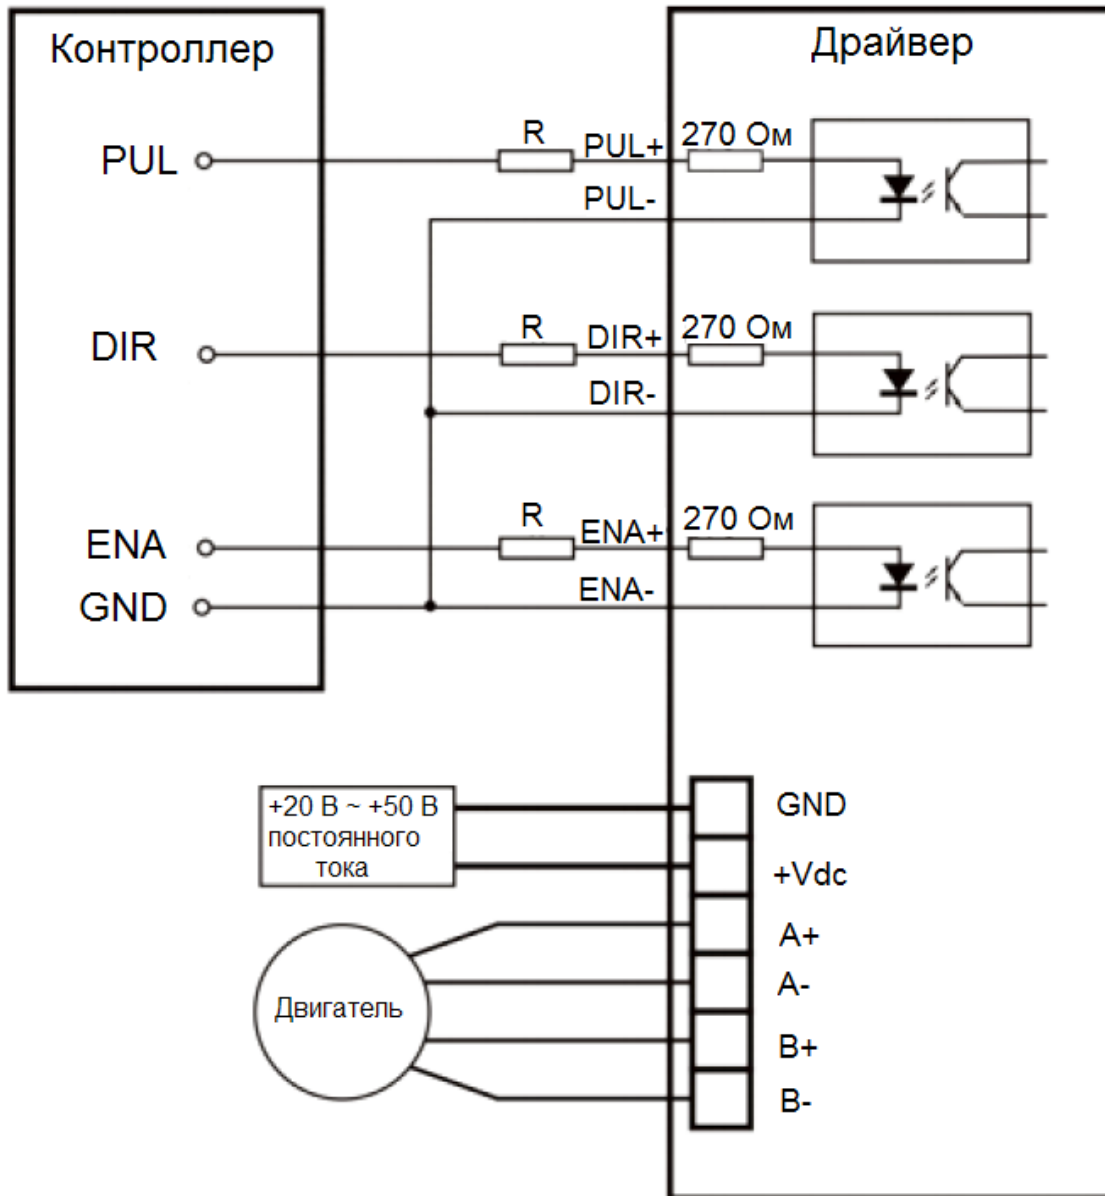 Контроллер
Драйвер
PUL
R
PUL+
270 Ом
PUL-
DIR
R
DIR+
270 Ом
DIR-
ENA
R
ENA+
270 Ом
GND
ENA-
+20 В ~ +50 В
постоянного
тока
GND
+Vdc
A+
A-
B+
B-
Двигатель